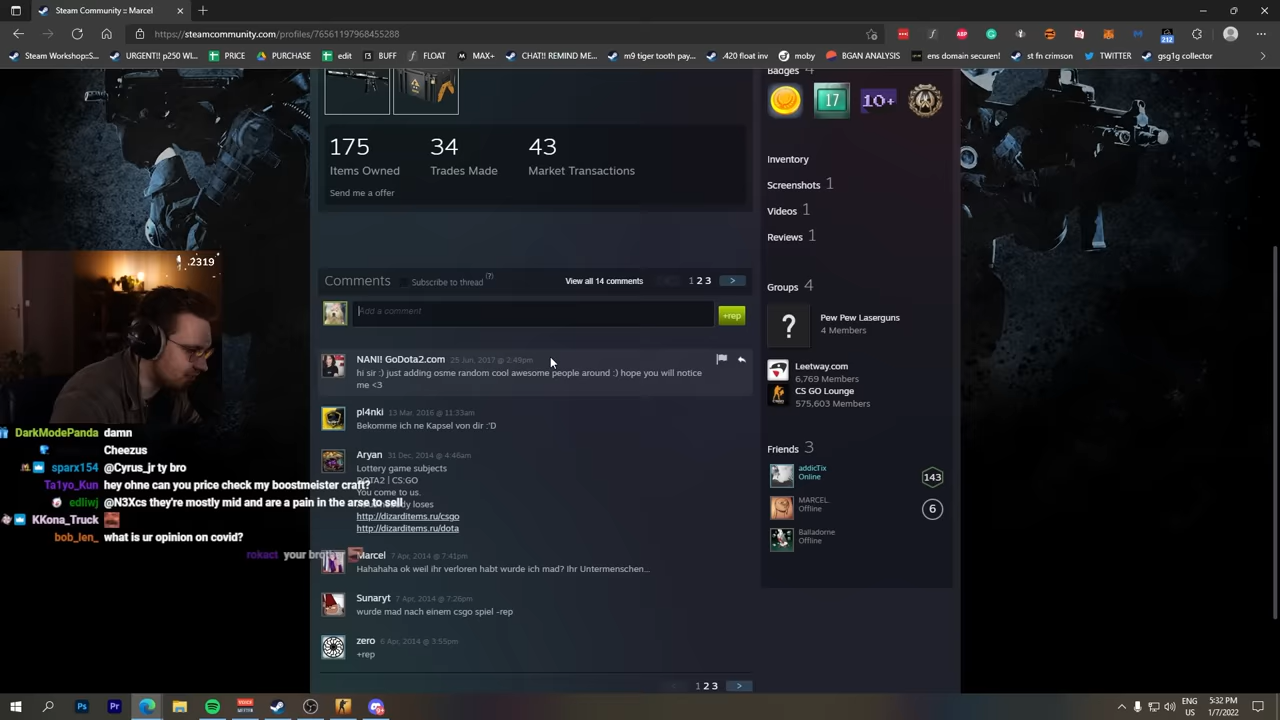 Steam Community :: Marcel
https://steamcommunity.com/profiles/76561197968455288
Steam Workshop:S...
URGENT!! p250 WI...
PRICE
PURCHASE
edit
BUFF
FLOAT
MAX+
CHAT!! REMIND ME...
m9 tiger tooth pay...
.420 float inv
moby
BGAN ANALYSIS
ens domain securen!
st fn crimson
TWITTER
gsg1g collector
212
Badges
17
10+
175
34
43
Items Owned
Trades Made
Market Transactions
Send me a offer
Inventory
Screenshots 1
Videos 1
Reviews 1
Comments
Subscribe to thread (?)
View all 14 comments
1 2 3
>
Add a comment
+rep
NANI! GoDota2.com 25 Jun, 2017 @ 2:49pm
hi sir :) just adding osme random cool awesome people around :) hope you will notice
me <3
pl4nki 13 Mar, 2016 @ 11:33am
Bekomme ich ne Kapsel von dir :'D
Aryan 31 Dec, 2014 @ 4:46am
Lottery game subjects
DOTA2 | CS:GO
You come to us.
loses
http://dizarditems.ru/csgo
http://dizarditems.ru/dota
Marcel 7 Apr, 2014 @ 7:41pm
Hahahaha ok weil ihr verloren habt wurde ich mad? Ihr Untermenschen...
Sunaryt 7 Apr, 2014 @ 7:26pm
wurde mad nach einem csgo spiel -rep
zero 6 Apr, 2014 @ 3:55pm
+rep
1 2 3
>
Groups 4
?
Pew Pew Laserguns
4 Members
Leetway.com
6,769 Members
CS GO Lounge
575,603 Members
Friends 3
addicTix
Online
143
MARCEL.
Offline
6
Balladorne
Offline
.2319
DarkModePanda damn
Cheezus
sparx154 @Cyrus_jr ty bro
Ta1yo_Kun hey ohne can you price check my boostmeister craft?
edliwj @N3Xcs they're mostly mid and are a pain in the arse to sell
KKona_Truck
bob_len_ what is ur opinion on covid?
rokact your
ENG
US
5:32 PM
1/7/2022